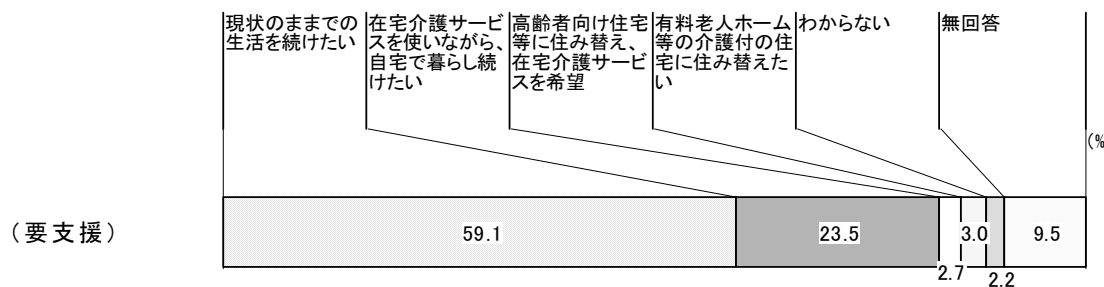 現状のままでの
生活を続けたい
在宅介護サービ
スを使いながら、
自宅で暮らし続
けたい
高齢者向け住宅
等に住み替え、
在宅介護サービ
スを希望
有料老人ホーム
等の介護付の住
宅に住み替えた
い
わからない
無回答
(%
(要支援)
59.1
23.5
2.7
3.0
2.2
9.5